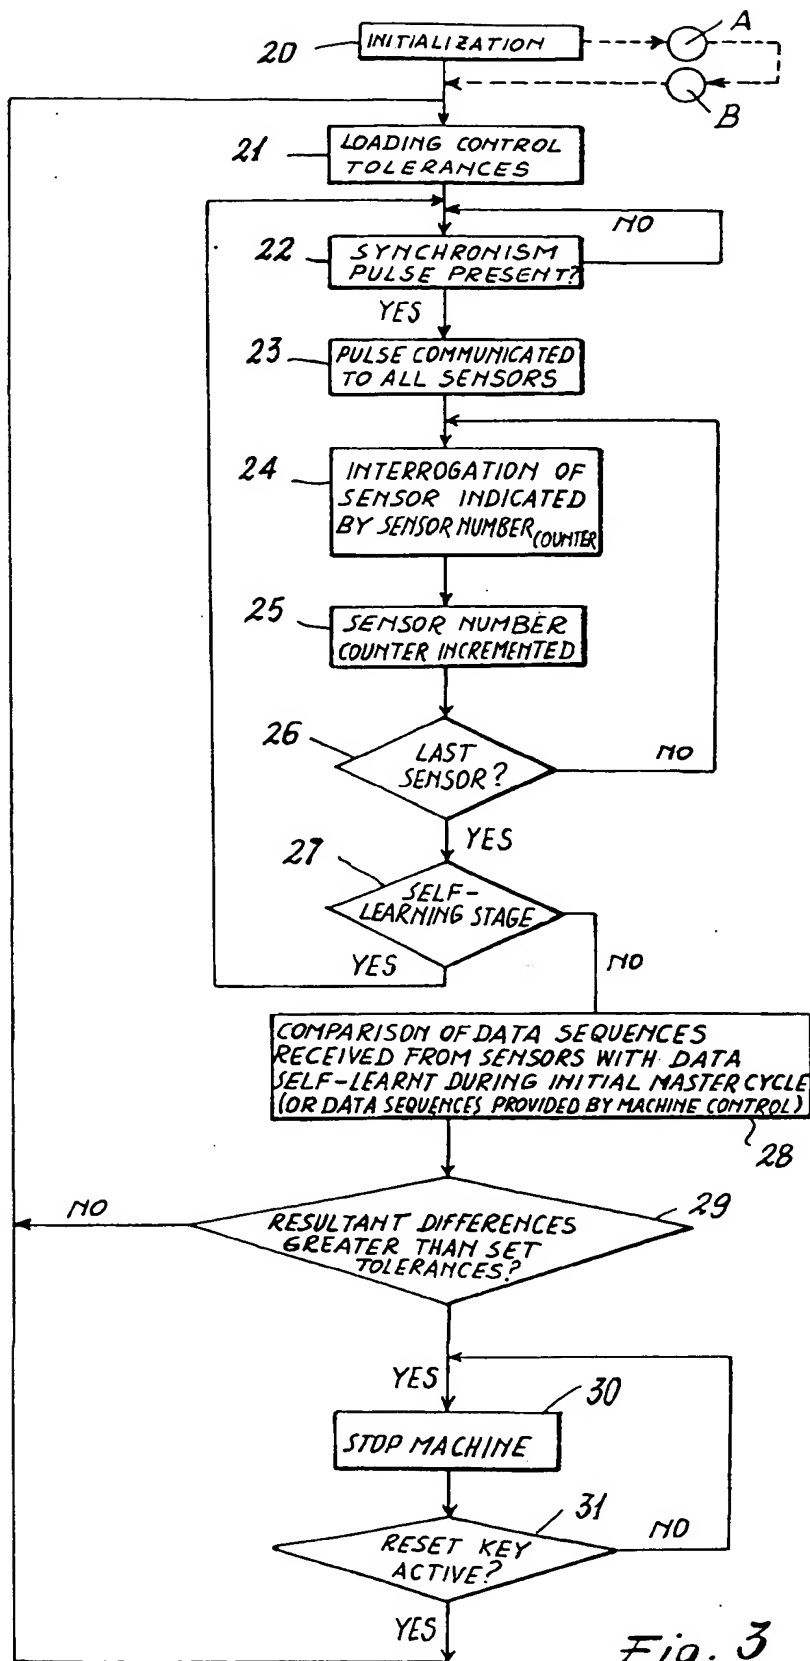 20
INITIALIZATION
A
B
21
LOADING CONTROL
TOLERANCES
NO
22
SYNCHRONISM
PULSE PRESENT?
YES
23
PULSE COMMUNICATED
TO ALL SENSORS
24
INTERROGATION OF
SENSOR INDICATED
BY SENSOR NUMBER COUNTER
25
SENSOR NUMBER
COUNTER INCREMENTED
26
LAST
SENSOR?
NO
YES
27
SELF-
LEARNING STAGE
YES
NO
COMPARISON OF DATA SEQUENCES
RECEIVED FROM SENSORS WITH DATA
SELF-LEARNT DURING INITIAL MASTER CYCLE
(OR DATA SEQUENCES PROVIDED BY MACHINE CONTROL)
28
NO
29
RESULTANT DIFFERENCES
GREATER THAN SET
TOLERANCES?
YES
30
STOP MACHINE
31
RESET KEY
ACTIVE?
NO
YES
Fig. 3